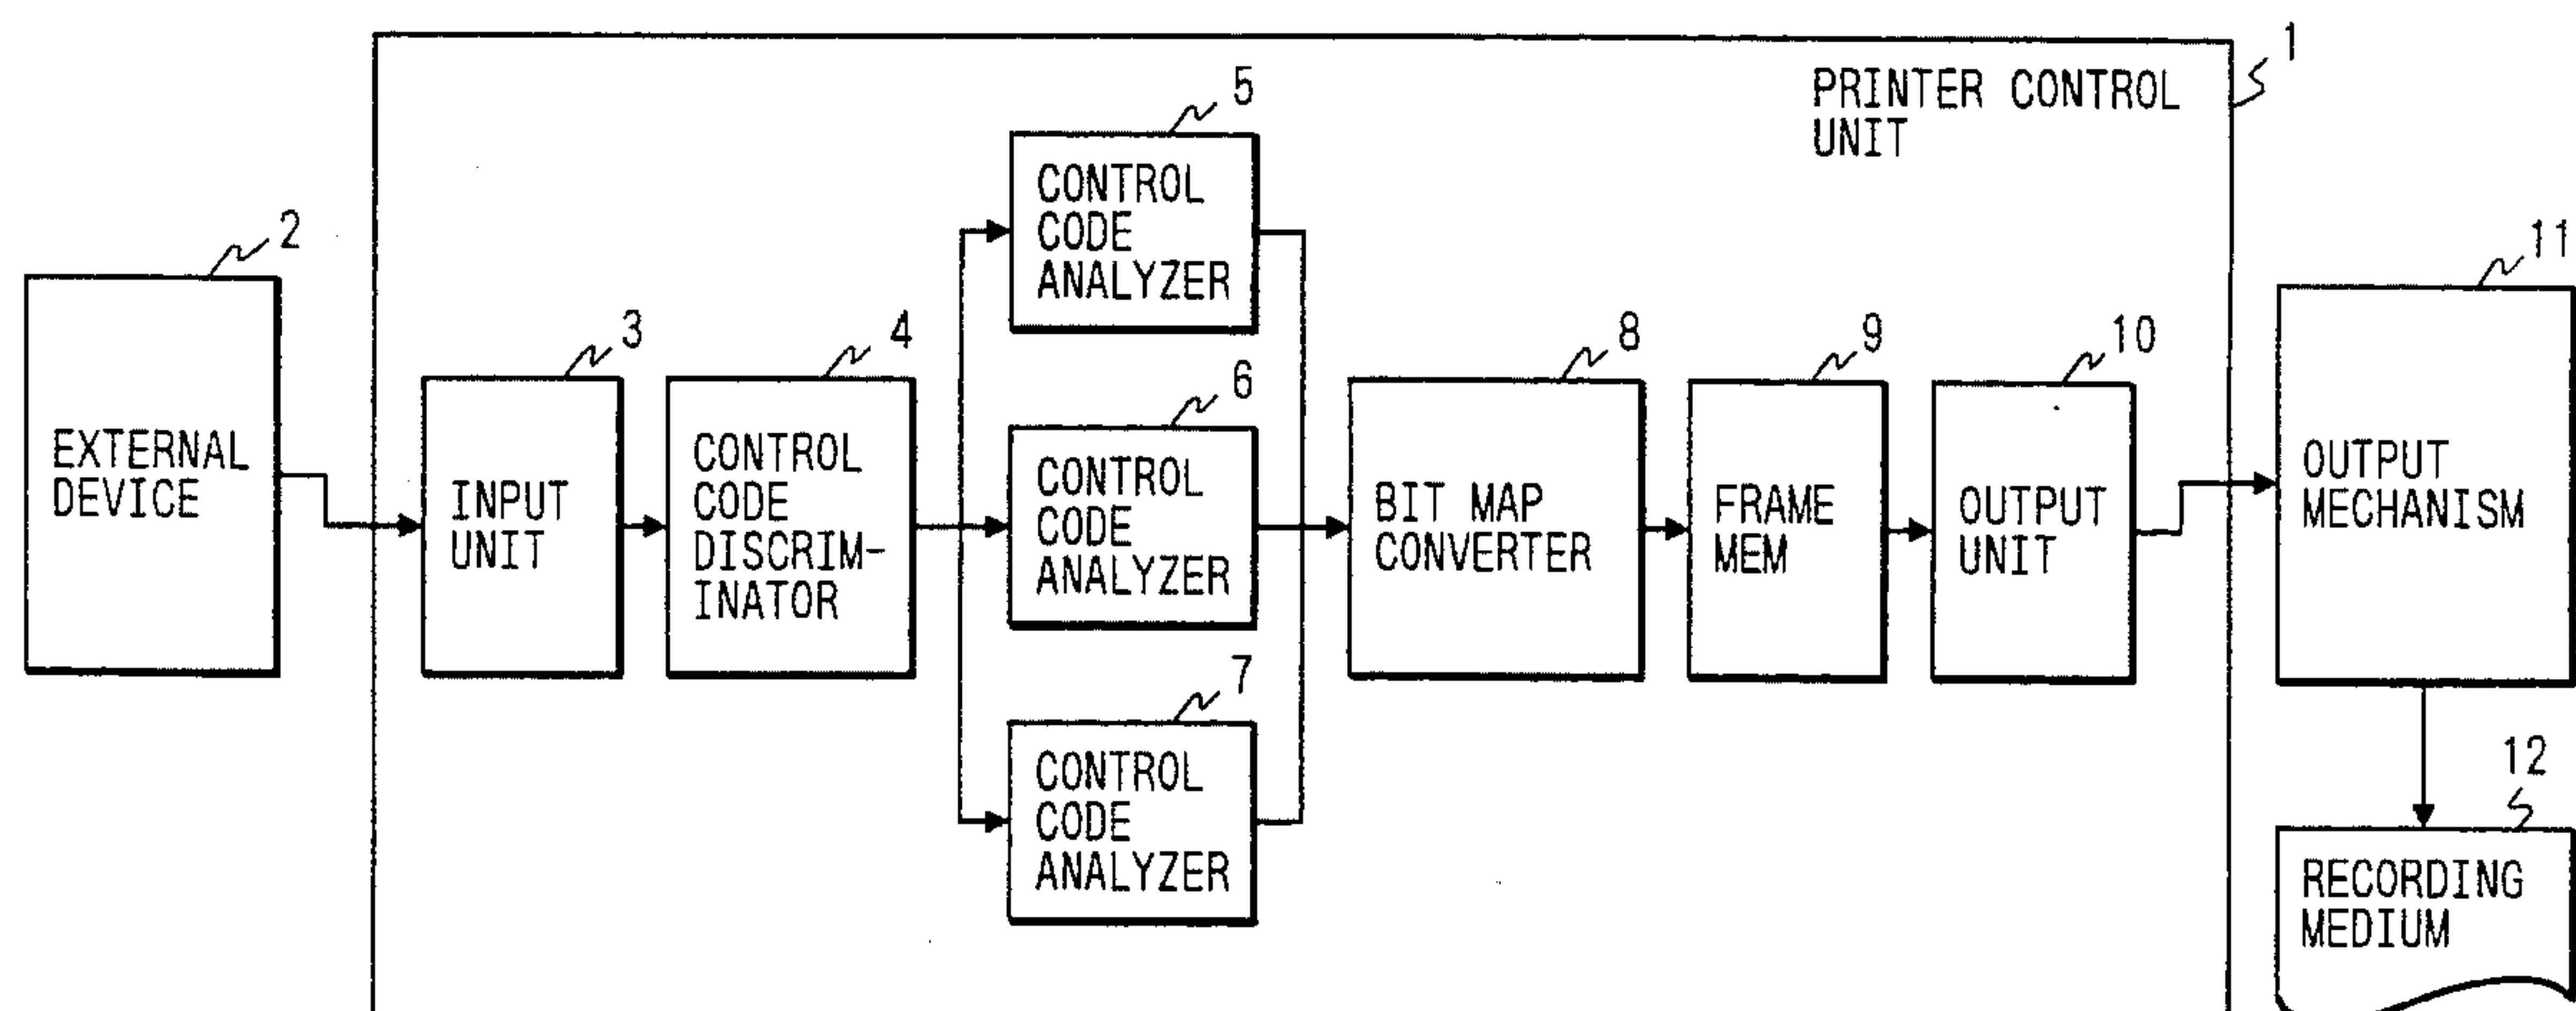 1
PRINTER CONTROL
UNIT
2
EXTERNAL
DEVICE
3
INPUT
UNIT
4
CONTROL
CODE
DISCRIM-
INATOR
5
CONTROL
CODE
ANALYZER
6
CONTROL
CODE
ANALYZER
7
CONTROL
CODE
ANALYZER
8
BIT MAP
CONVERTER
9
FRAME
MEM
10
OUTPUT
UNIT
11
OUTPUT
MECHANISM
12
RECORDING
MEDIUM